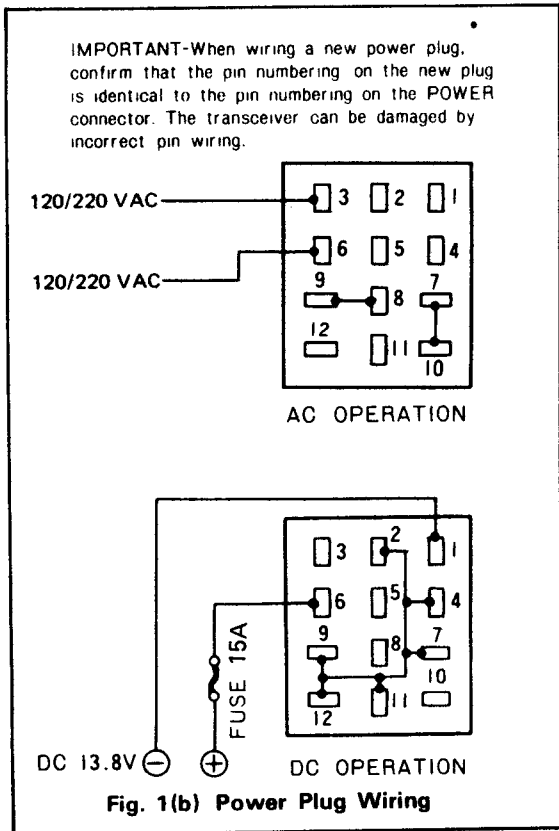 IMPORTANT-When wiring a new power plug,
confirm that the pin numbering on the new plug
is identical to the pin numbering on the POWER
connector. The transceiver can be damaged by
incorrect pin wiring.
120/220 VAC
3 2 1
120/220 VAC
6 5 4
9 8 7
12 11 10
AC OPERATION
3 2 1
6 5 4
9 8 7
12 11 10
FUSE 15A
DC 13.8V - +
DC OPERATION
Fig. 1(b) Power Plug Wiring